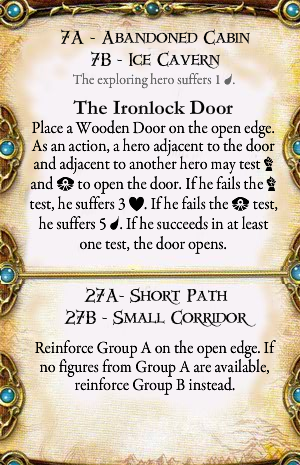 7A - Abandoned Cabin
7B - Ice Cavern
The exploring hero suffers 1 .
The Ironlock Door
Place a Wooden Door on the open edge.
As an action, a hero adjacent to the door
and adjacent to another hero may test
and to open the door. If he fails the
test, he suffers 3 . If he fails the test,
he suffers 5 . If he succeeds in at least
one test, the door opens.
27A- Short Path
27B - Small Corridor
Reinforce Group A on the open edge. If
no figures from Group A are available,
reinforce Group B instead.